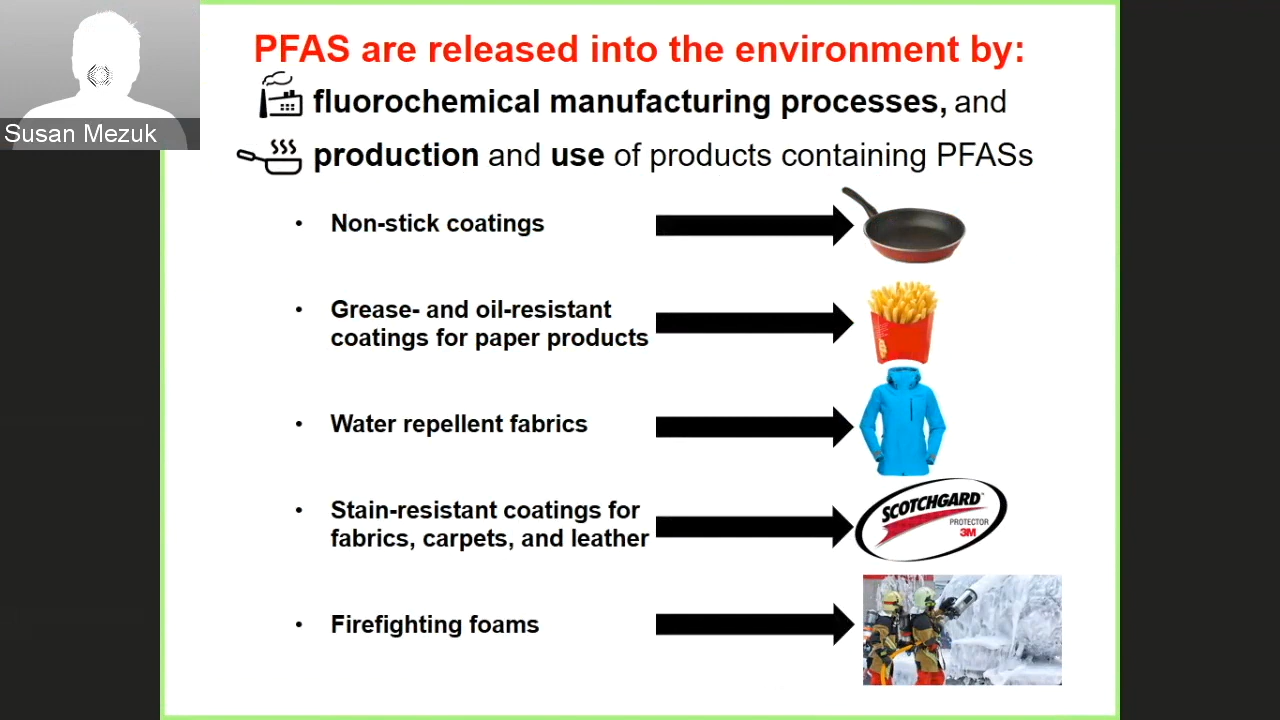 PFAS are released into the environment by:
fluorochemical manufacturing processes, and
Susan Mezuk
production and use of products containing PFASs
• Non-stick coatings
• Grease- and oil-resistant
coatings for paper products
• Water repellent fabrics
• Stain-resistant coatings for
fabrics, carpets, and leather
SCOTCHGARD™
PROTECTOR
3M
• Firefighting foams